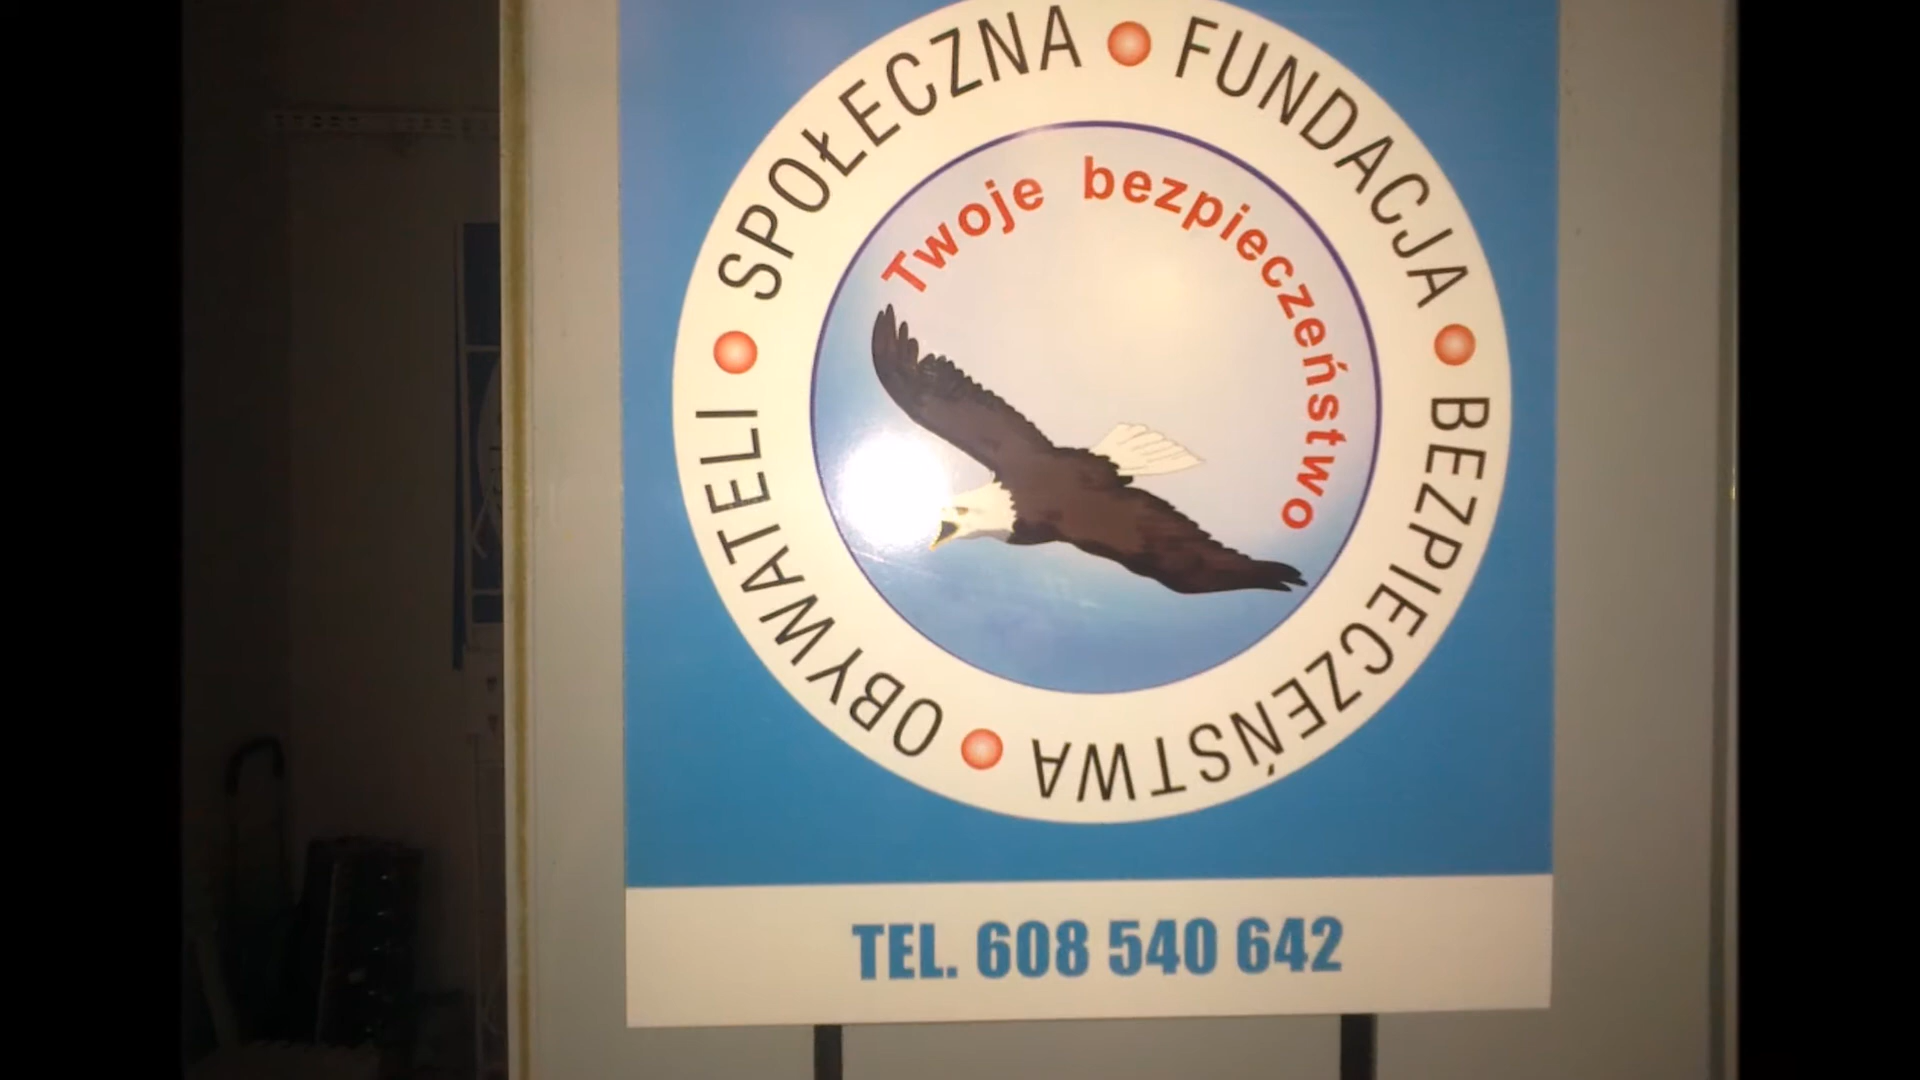 SPOŁECZNA • FUNDACJA • BEZPIECZEŃSTWA • OBYWATELI •
Twoje bezpieczeństwo
TEL. 608 540 642